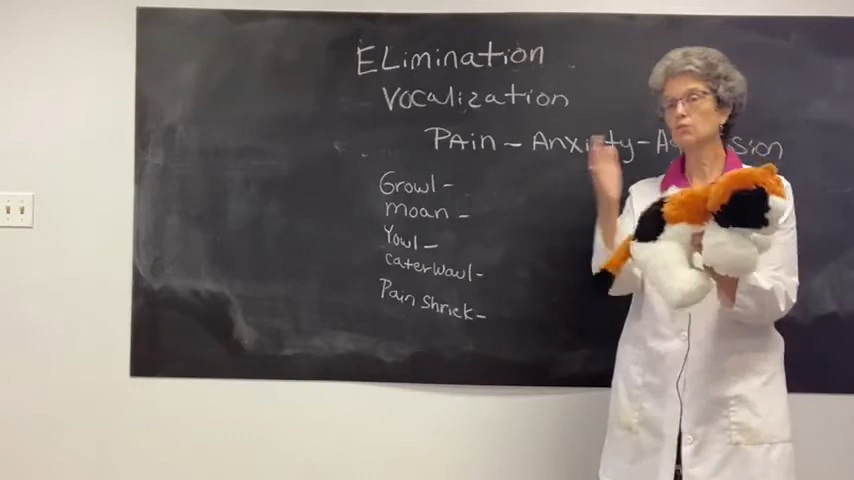 ELimination
Vocalization
PAin - Anxiety -
Growl -
moan -
Yowl -
caterwaul -
Pain Shriek -